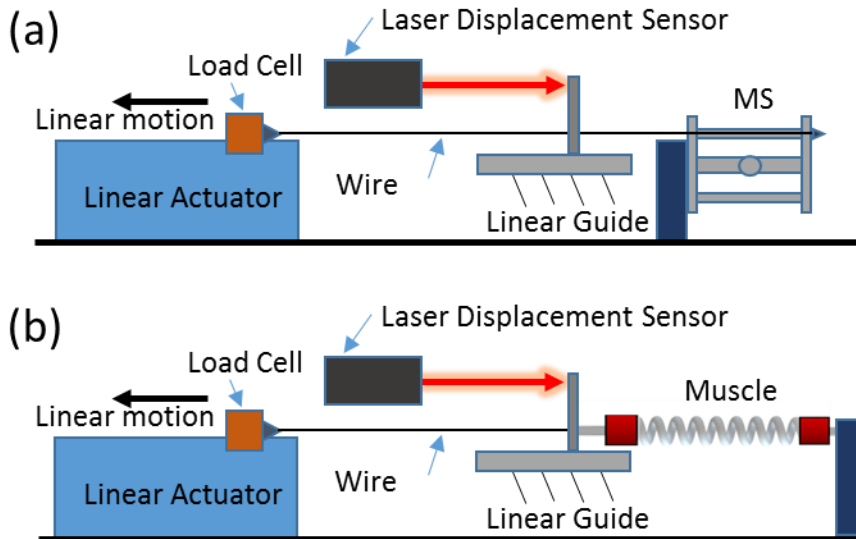 (a)
Laser Displacement Sensor
Load Cell
MS
Linear motion
Wire
Linear Actuator
Linear Guide
(b)
Laser Displacement Sensor
Load Cell
Muscle
Linear motion
Wire
Linear Actuator
Linear Guide